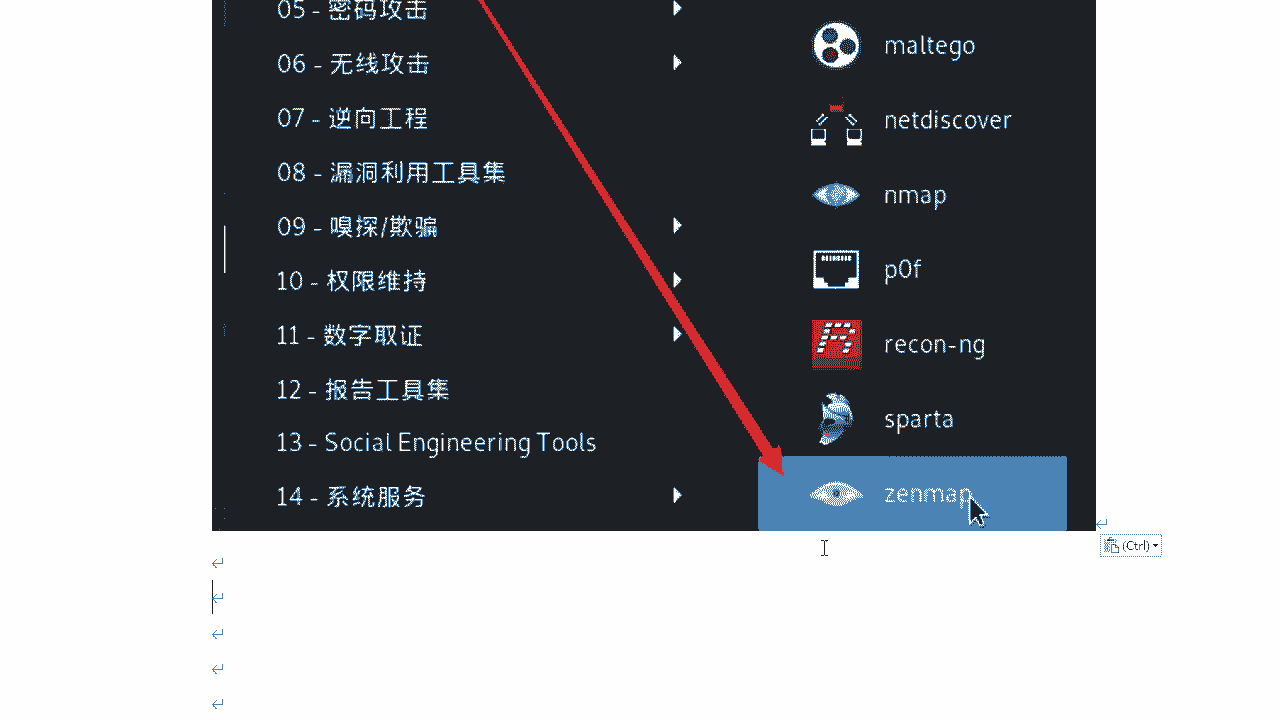 05 - 密码攻击
06 - 无线攻击
07 - 逆向工程
08 - 漏洞利用工具集
09 - 嗅探/欺骗
10 - 权限维持
11 - 数字取证
12 - 报告工具集
13 - Social Engineering Tools
14 - 系统服务
maltego
netdiscover
nmap
p0f
recon-ng
sparta
zenmap
(Ctrl)